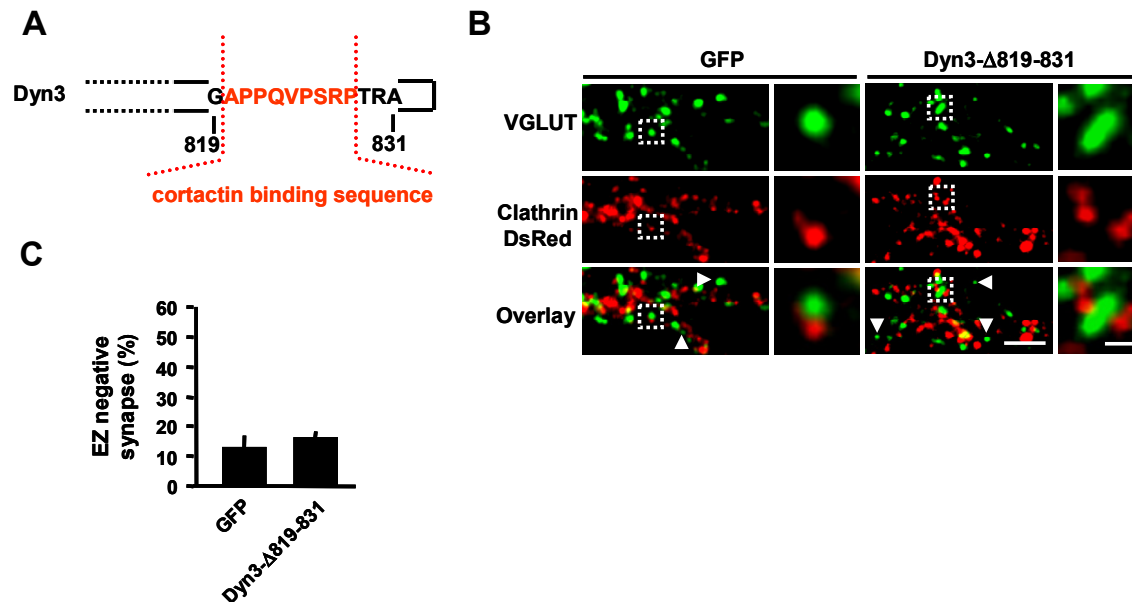 A
Dyn3
GAPPQVPSRPTRA
819
831
cortactin binding sequence
B
GFP
Dyn3-Δ819-831
VGLUT
Clathrin
DsRed
Overlay
C
EZ negative
synapse (%)
60
50
40
30
20
10
0
GFP
Dyn3-Δ819-831